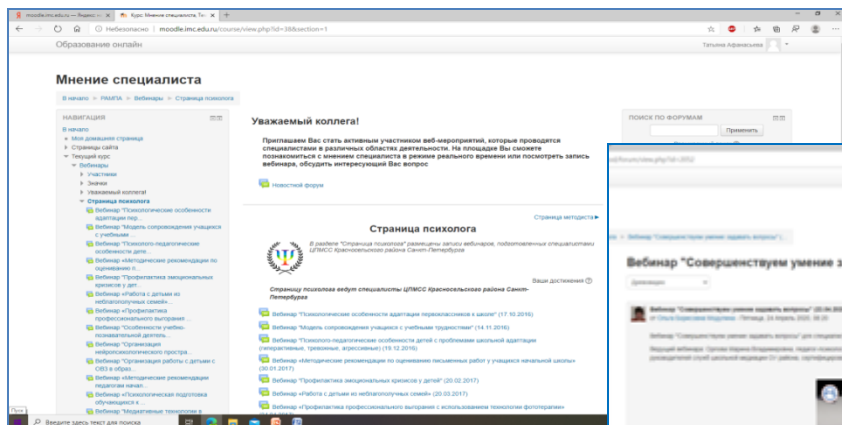 moodle.imc.edu.ru — Яндекс: н
Курс: Мнение специалиста, Те
Небезопасно | moodle.imc.edu.ru/course/view.php?id=38&section=1
Образование онлайн
Татьяна Афанасьева
Мнение специалиста
В начало ► РАМПА ► Вебинары ► Страница психолога
НАВИГАЦИЯ
В начало
Моя домашняя страница
Страницы сайта
Текущий курс
Вебинары
Участники
Значки
Уважаемый коллега!
Страница психолога
Вебинар "Психологические особенности адаптации пер...
Вебинар "Модель сопровождения учащихся с учебными ...
Вебинар "Психолого-педагогические особенности дете...
Вебинар «Методические рекомендации по оцениванию п...
Вебинар "Профилактика эмоциональных кризисов у дет...
Вебинар «Работа с детьми из неблагополучных семей»...
Вебинар «Профилактика профессионального выгорания ...
Вебинар "Особенности учебно-познавательной деятель...
Вебинар "Организация нейропсихологического простра...
Вебинар "Организация работы с детьми с ОВЗ в образ...
Вебинар «Методические рекомендации педагогам начал...
Вебинар «Психологическая подготовка обучающихся к ...
Вебинар "Медиативные технологии в
Уважаемый коллега!
Приглашаем Вас стать активным участником веб-мероприятий, которые проводятся
специалистами в различных областях деятельности. На площадке Вы сможете
познакомиться с мнением специалиста в режиме реального времени или посмотреть запись
вебинара, обсудить интересующий Вас вопрос
Новостной форум
Страница методиста►
Страница психолога
В разделе "Страница психолога" размещены записи вебинаров, подготовленных специалистами
ЦПМСС Красносельского района Санкт-Петербурга
Ваши достижения
Страницу психолога ведут специалисты ЦПМСС Красносельского района Санкт-
Петербурга
Вебинар "Психологические особенности адаптации первоклассников к школе" (17.10.2016)
Вебинар "Модель сопровождения учащихся с учебными трудностями" (14.11.2016)
Вебинар "Психолого-педагогические особенности детей с проблемами школьной адаптации
(гиперактивные, тревожные, агрессивные) (19.12.2016)
Вебинар «Методические рекомендации по оцениванию письменных работ у учащихся начальной школы»
(30.01.2017)
Вебинар "Профилактика эмоциональных кризисов у детей" (20.02.2017)
Вебинар «Работа с детьми из неблагополучных семей» (20.03.2017)
Вебинар «Профилактика профессионального выгорания с использованием технологии фототерапии»
ПОИСК ПО ФОРУМАМ
Применить
Вебинар "Совершенствуем умение з
Введите здесь текст для поиска